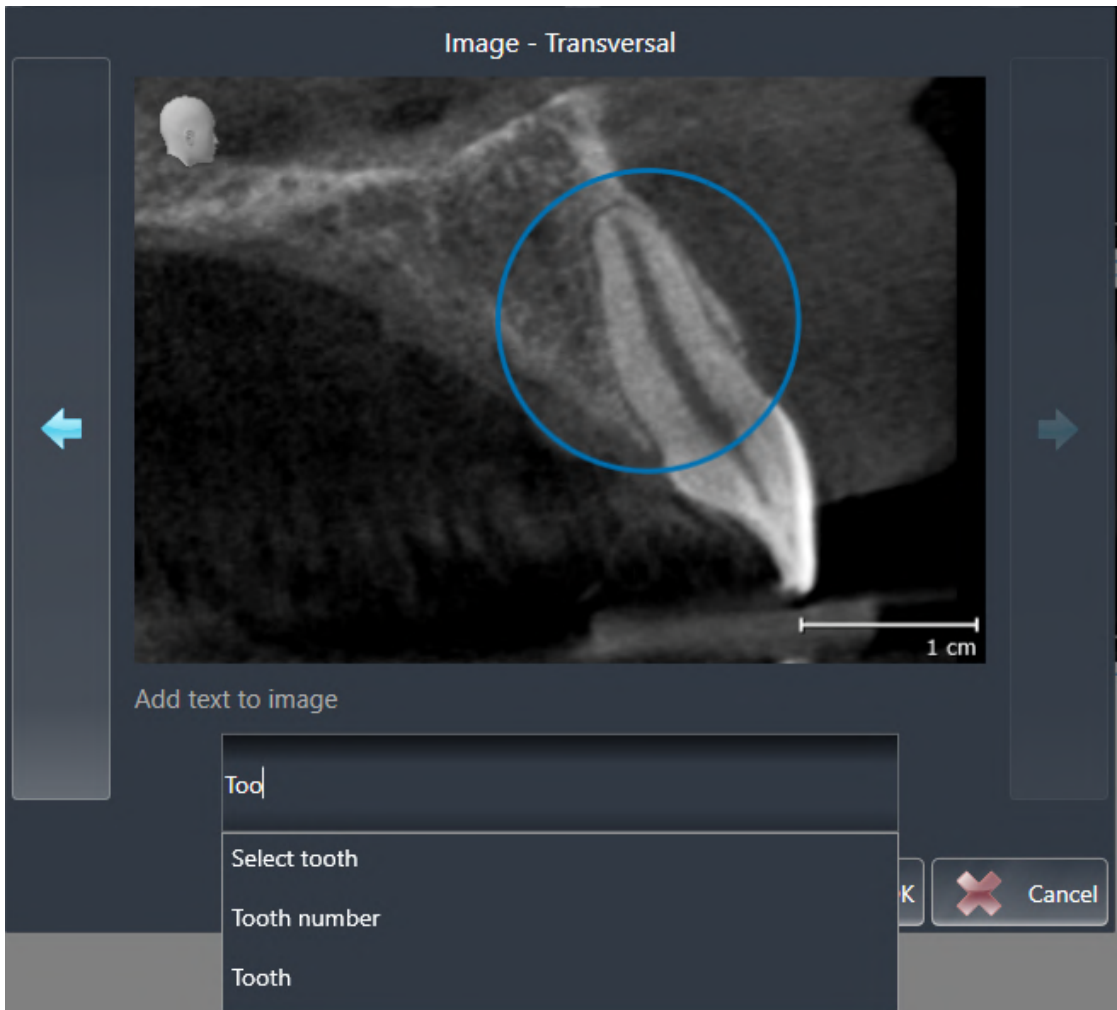 Image - Transversal
1 cm
Add text to image
Too
Select tooth
Tooth number
Tooth
K
Cancel